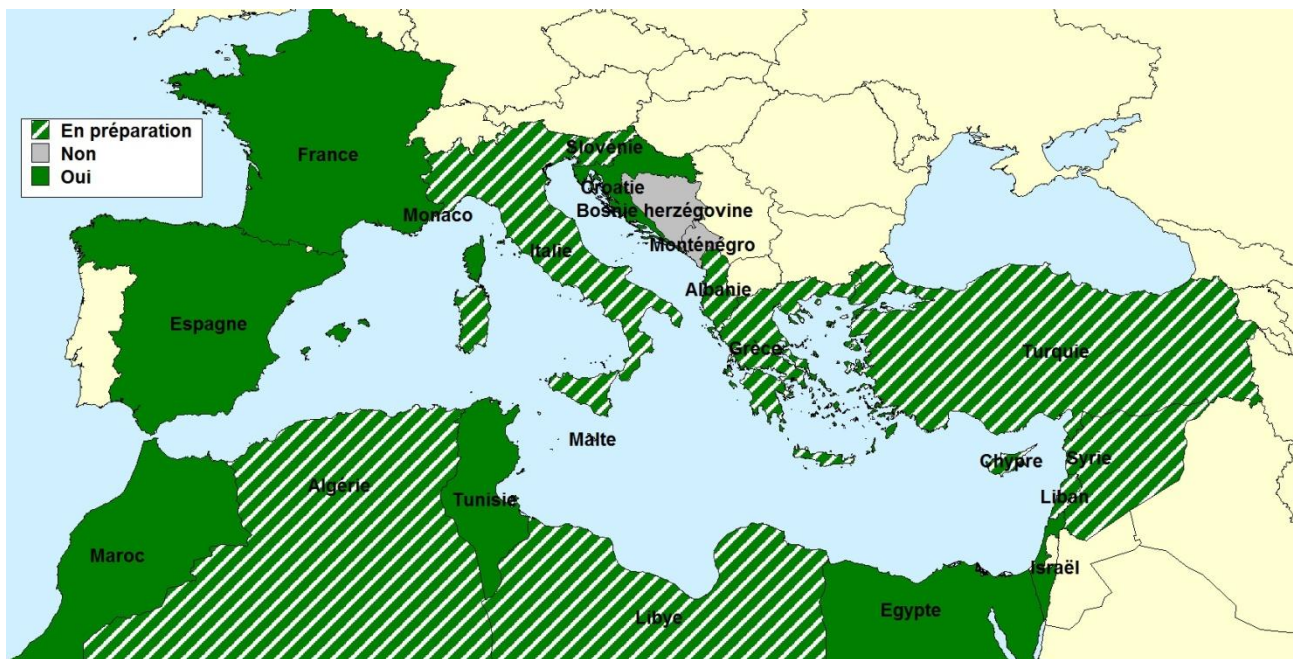 En préparation
Non
Oui
France
Slovénie
Croatie
Bosnie herzégovine
Monaco
Monténégro
Italie
Albanie
Espagne
Grèce
Turquie
Malte
Chypre
Syrie
Algérie
Tunisie
Liban
Maroc
Israël
Libye
Egypte